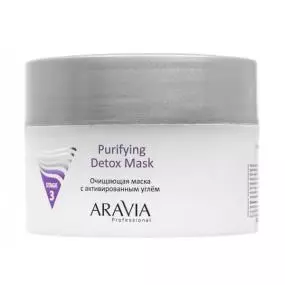 Purifying
Detox Mask
STAGE
3
Очищающая маска
с активированным углём
ARAVIA
Professional